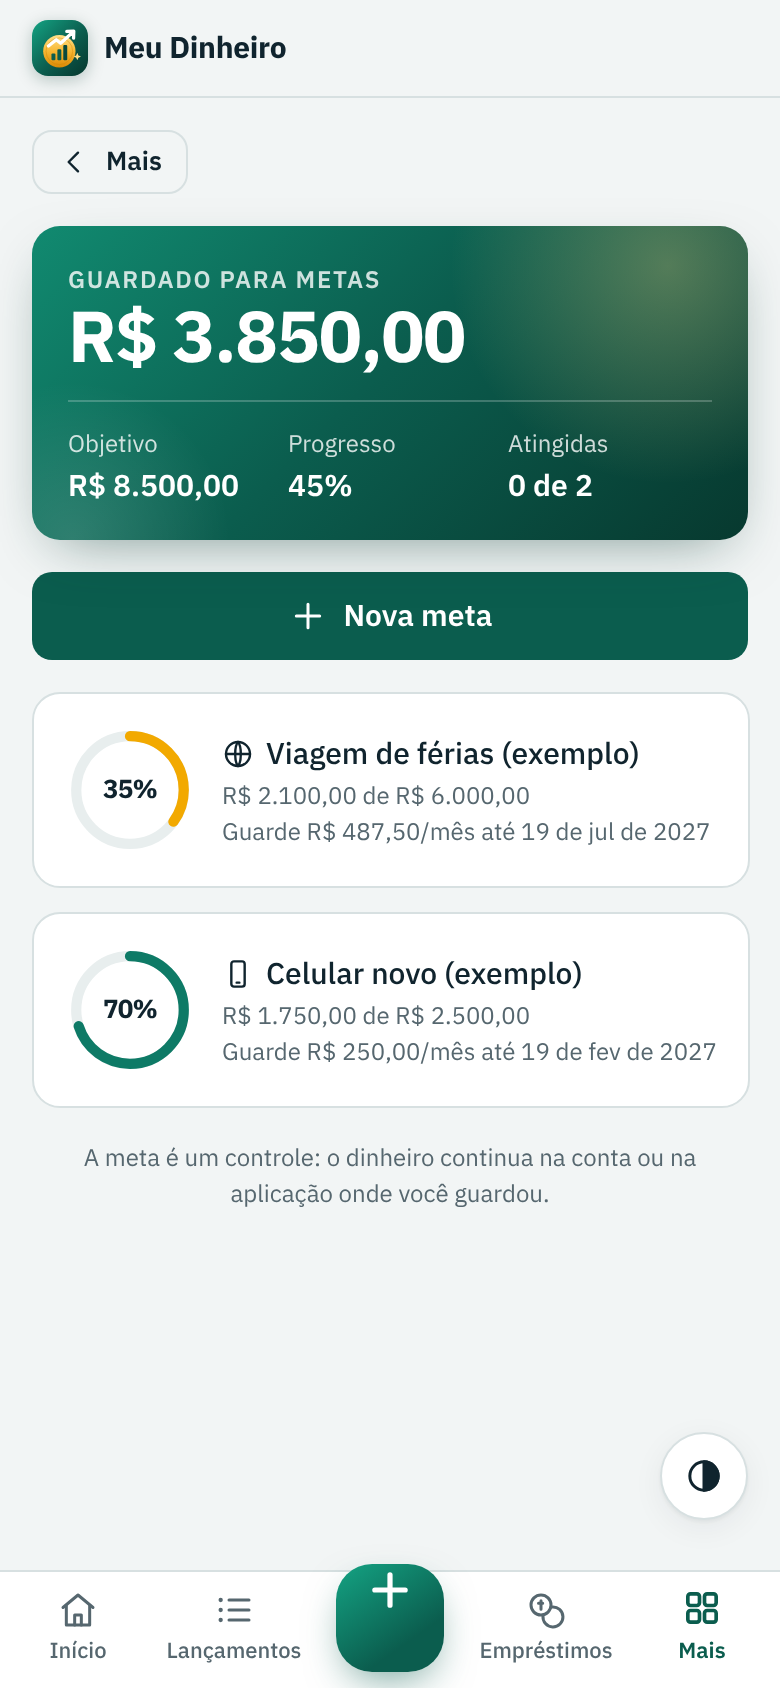 Meu Dinheiro
Mais
GUARDADO PARA METAS
R$ 3.850,00
Objetivo Progresso Atingidas
R$ 8.500,00 45% 0 de 2
Nova meta
35%
Viagem de férias (exemplo)
R$ 2.100,00 de R$ 6.000,00
Guarde R$ 487,50/mês até 19 de jul de 2027
70%
Celular novo (exemplo)
R$ 1.750,00 de R$ 2.500,00
Guarde R$ 250,00/mês até 19 de fev de 2027
A meta é um controle: o dinheiro continua na conta ou na
aplicação onde você guardou.
Início Lançamentos Empréstimos Mais